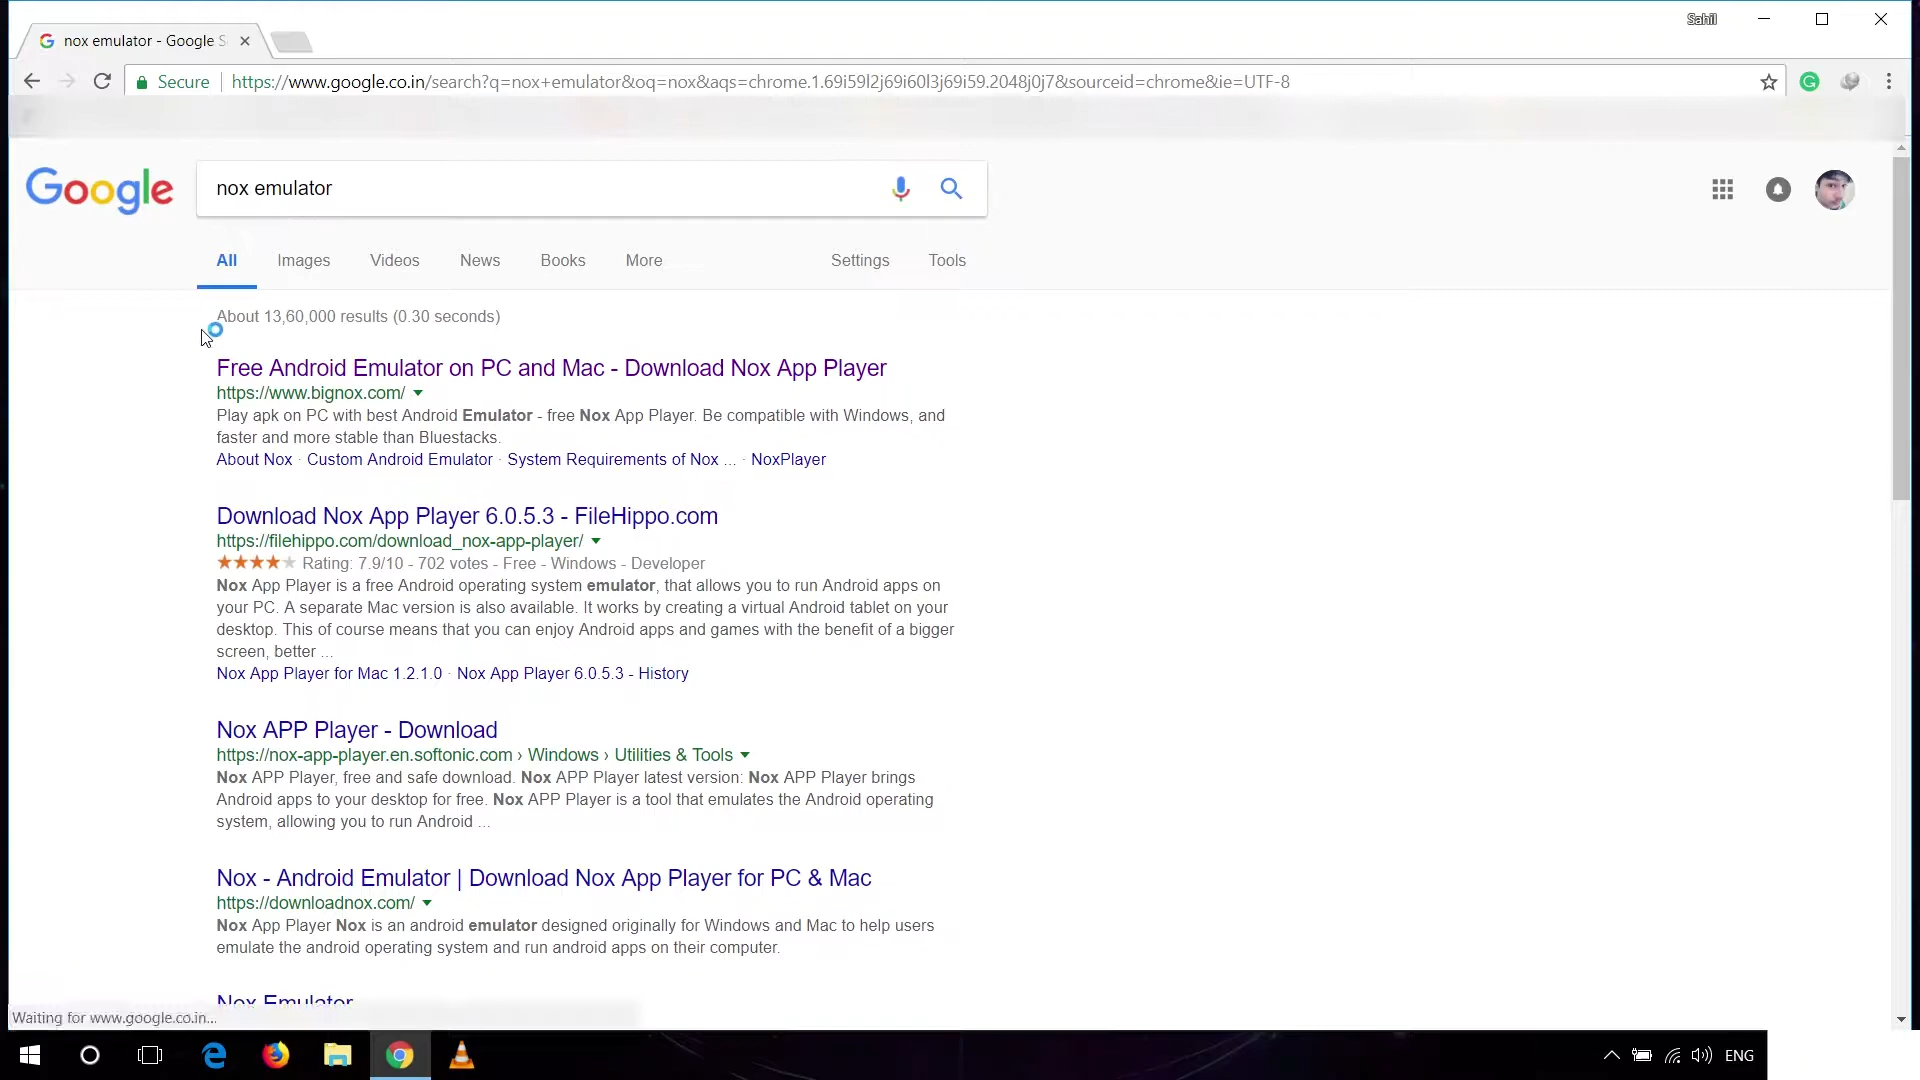 Sahil
nox emulator - Google S
Secure https://www.google.co.in/search?q=nox+emulator&oq=nox&aqs=chrome.1.69i59l2j69i60l3j69i59.2048j0j7&sourceid=chrome&ie=UTF-8
Google nox emulator
All Images Videos News Books More Settings Tools
About 13,60,000 results (0.30 seconds)
Free Android Emulator on PC and Mac - Download Nox App Player
https://www.bignox.com/
Play apk on PC with best Android Emulator - free Nox App Player. Be compatible with Windows, and
faster and more stable than Bluestacks.
About Nox · Custom Android Emulator · System Requirements of Nox ... · NoxPlayer
Download Nox App Player 6.0.5.3 - FileHippo.com
https://filehippo.com/download_nox-app-player/
Rating: 7.9/10 - 702 votes - Free - Windows - Developer
Nox App Player is a free Android operating system emulator, that allows you to run Android apps on
your PC. A separate Mac version is also available. It works by creating a virtual Android tablet on your
desktop. This of course means that you can enjoy Android apps and games with the benefit of a bigger
screen, better ...
Nox App Player for Mac 1.2.1.0 · Nox App Player 6.0.5.3 - History
Nox APP Player - Download
https://nox-app-player.en.softonic.com › Windows › Utilities & Tools
Nox APP Player, free and safe download. Nox APP Player latest version: Nox APP Player brings
Android apps to your desktop for free. Nox APP Player is a tool that emulates the Android operating
system, allowing you to run Android ...
Nox - Android Emulator | Download Nox App Player for PC & Mac
https://downloadnox.com/
Nox App Player Nox is an android emulator designed originally for Windows and Mac to help users
emulate the android operating system and run android apps on their computer.
Nox Emulator
Waiting for www.google.co.in...
ENG